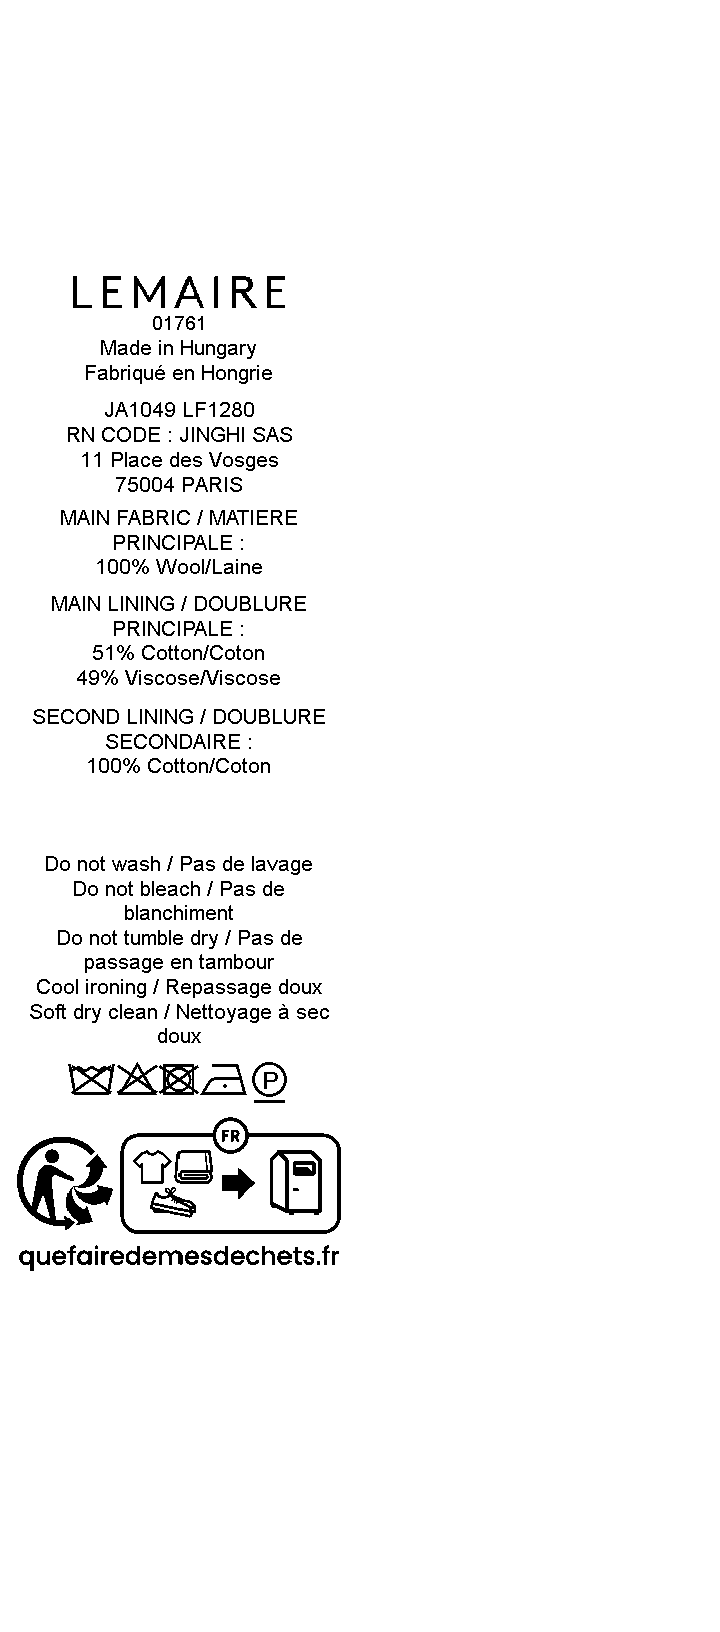 LEMAIRE
01761
Made in Hungary
Fabriqué en Hongrie
JA1049 LF1280
RN CODE : JINGHI SAS
11 Place des Vosges
75004 PARIS
MAIN FABRIC / MATIERE
PRINCIPALE :
100% Wool/Laine
MAIN LINING / DOUBLURE
PRINCIPALE :
51% Cotton/Coton
49% Viscose/Viscose
SECOND LINING / DOUBLURE
SECONDAIRE :
100% Cotton/Coton
Do not wash / Pas de lavage
Do not bleach / Pas de
blanchiment
Do not tumble dry / Pas de
passage en tambour
Cool ironing / Repassage doux
Soft dry clean / Nettoyage à sec
doux
P
FR
quefairedemesdechets.fr